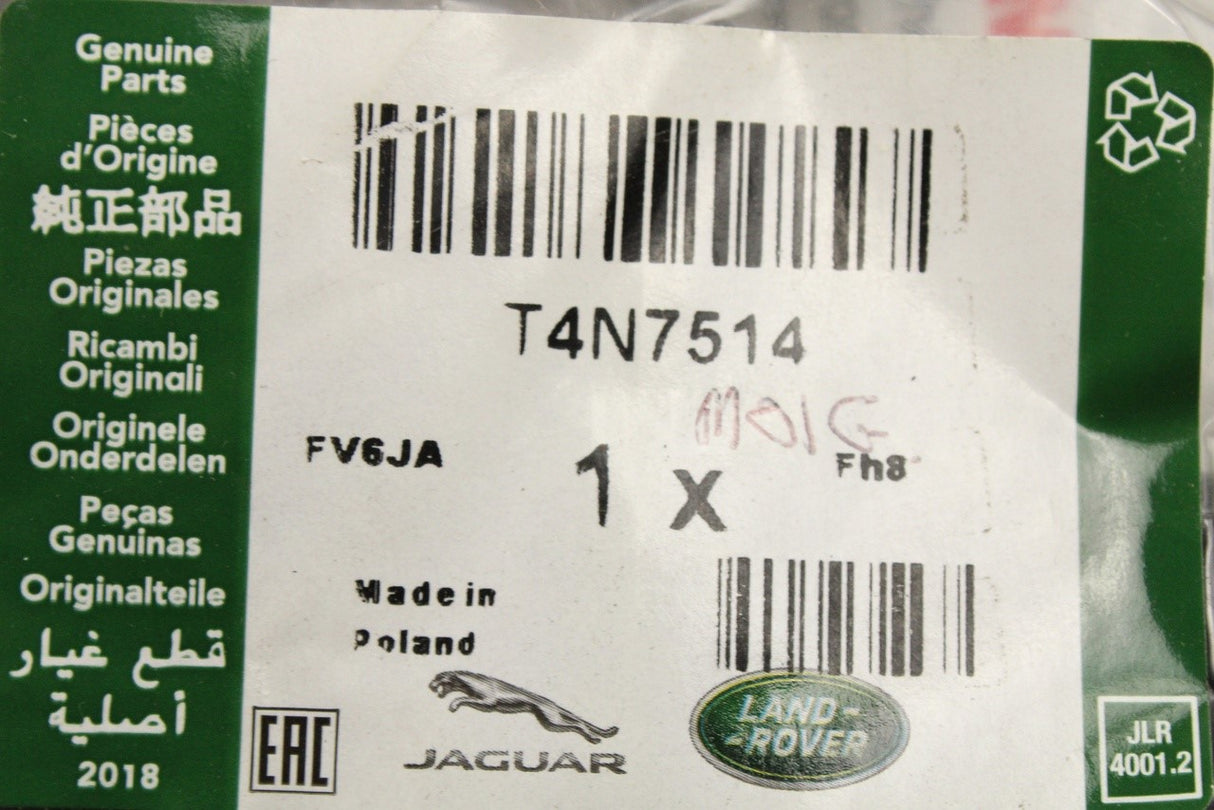 Genuine
Parts
Pièces
d'Origine
純正部品
Piezas
Originales
Ricambi
Originali
Originele
Onderdelen
Peças
Genuinas
Originalteile
قطع غيار
أصلية
2018
T4N7514
MO1G
FV6JA
1 x
Fh8
Made in
Poland
EAC
JAGUAR
LAND-
-ROVER
JLR
4001.2